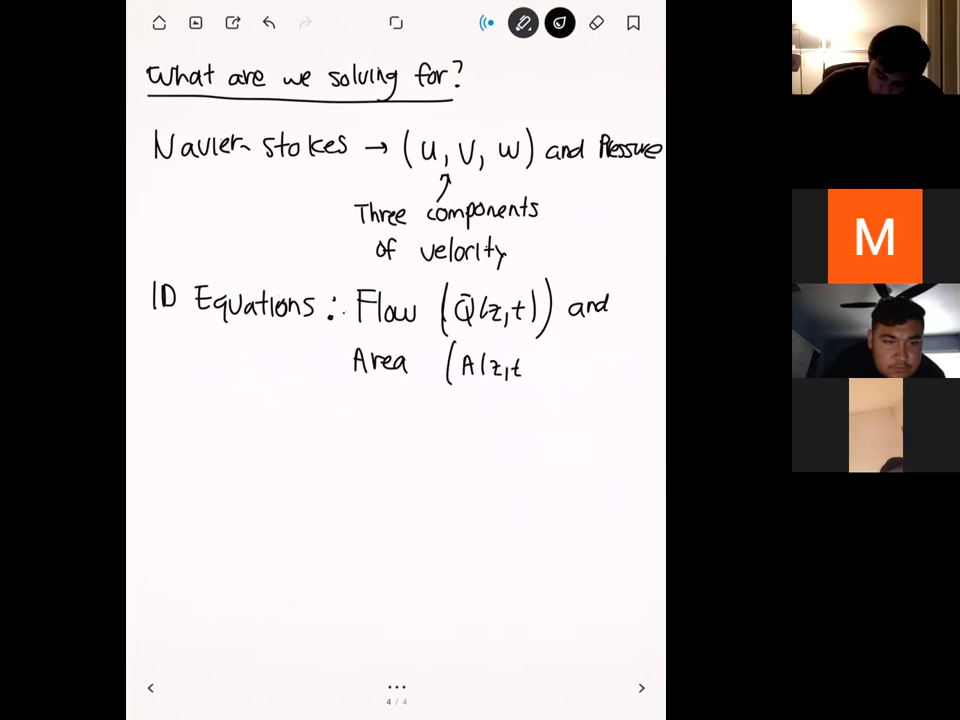 What are we solving for?
Navier-Stokes → (u, v, w) and Pressure
Three components
of velocity
1D Equations: Flow (Q(z,t)) and
Area (A(z,t
4 / 4
M